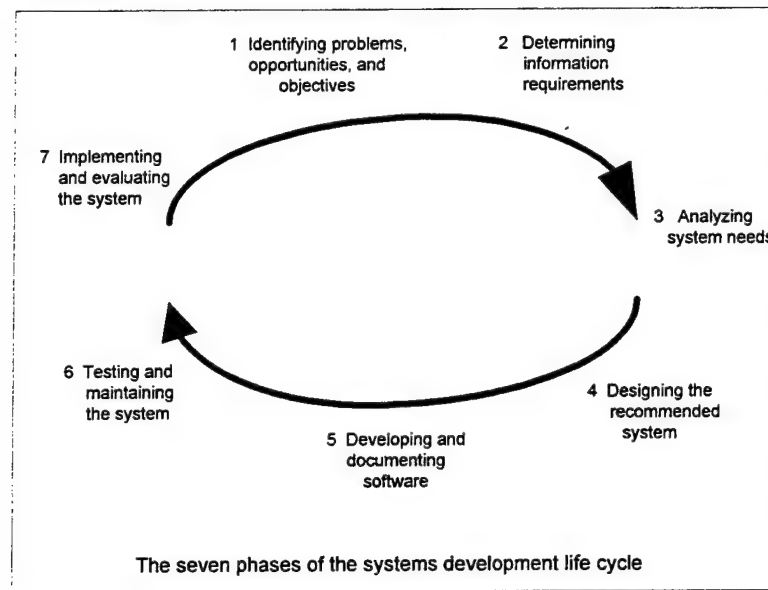 1 Identifying problems,
opportunities, and
objectives
2 Determining
information
requirements
3 Analyzing
system needs
4 Designing the
recommended
system
5 Developing and
documenting
software
6 Testing and
maintaining
the system
7 Implementing
and evaluating
the system
The seven phases of the systems development life cycle